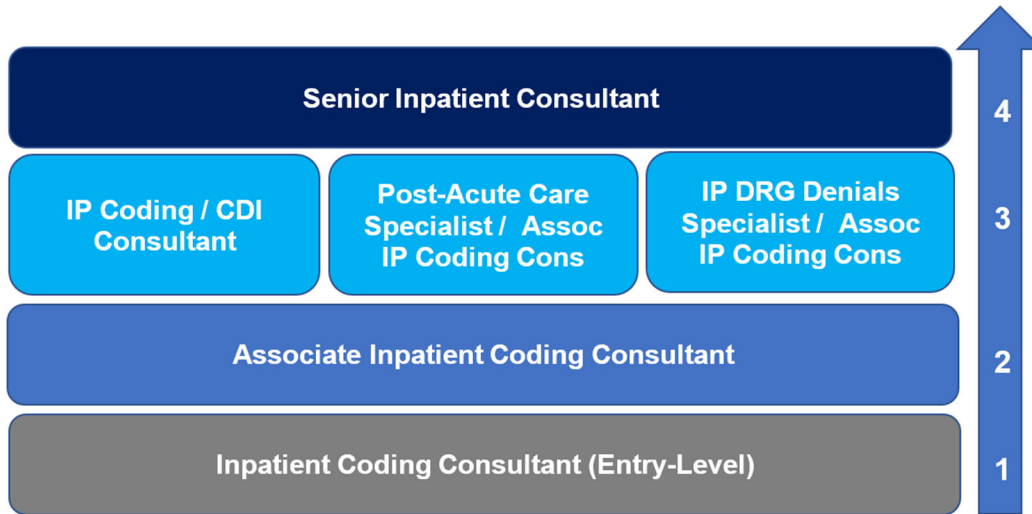 Senior Inpatient Consultant
4
IP Coding / CDI
Consultant
Post-Acute Care
Specialist / Assoc
IP Coding Cons
IP DRG Denials
Specialist / Assoc
IP Coding Cons
3
Associate Inpatient Coding Consultant
2
Inpatient Coding Consultant (Entry-Level)
1